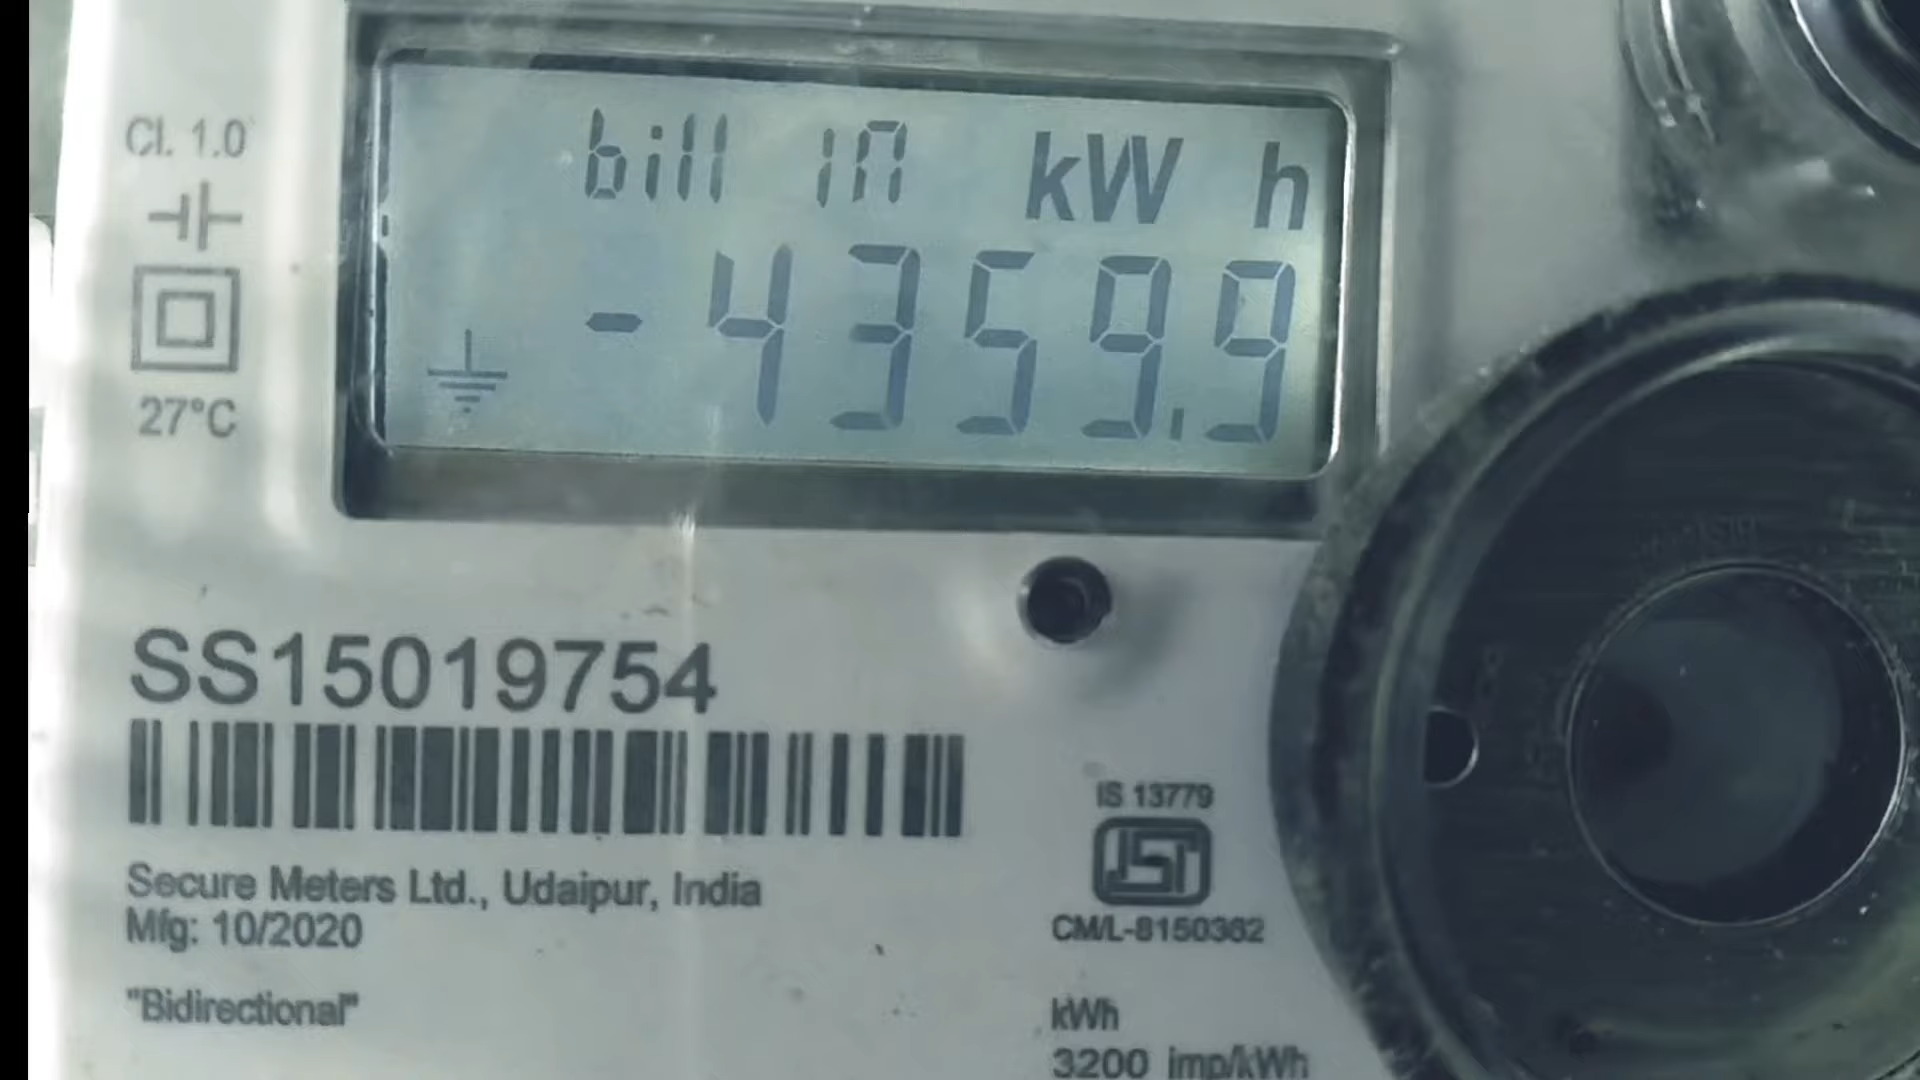 Cl. 1.0
bill in kW h
-4359.9
27°C
SS15019754
IS 13779
Secure Meters Ltd., Udaipur, India
Mfg: 10/2020
CM/L-8150362
"Bidirectional"
kWh
3200 imp/kWh